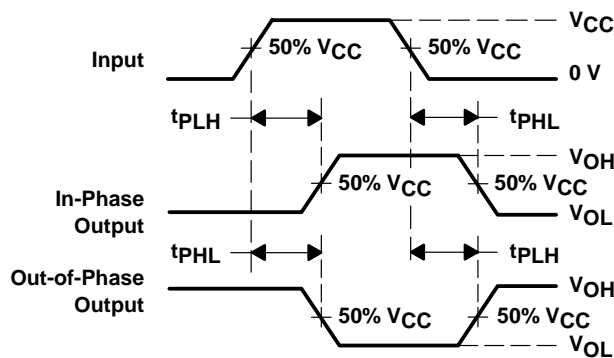 VCC
Input
50% VCC
50% VCC
0 V
tPLH
tPHL
VOH
In-Phase
Output
50% VCC
50% VCC
VOL
tPHL
tPLH
Out-of-Phase
Output
VOH
50% VCC
50% VCC
VOL